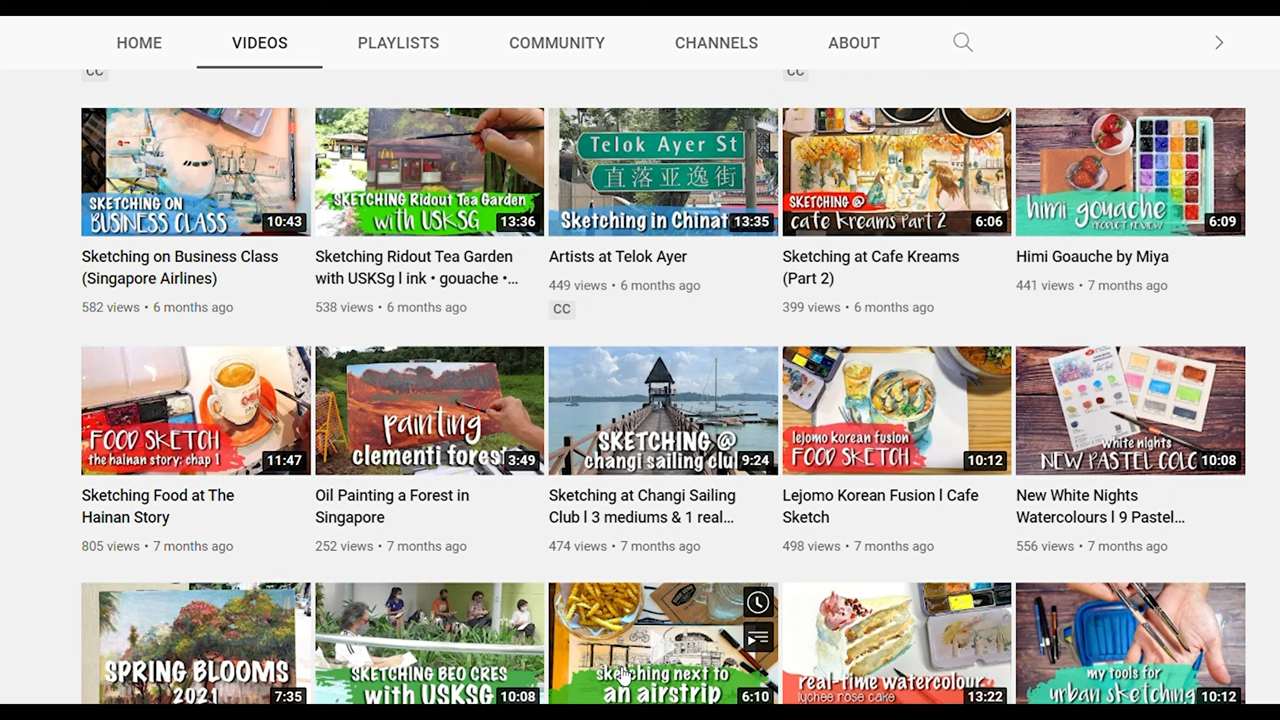 HOME VIDEOS PLAYLISTS COMMUNITY CHANNELS ABOUT
CC CC
SKETCHING ON
BUSINESS CLASS
10:43
SKETCHING Ridout Tea Garden
with USKSG
13:36
Telok Ayer St
直落亚逸街
Sketching in Chinat
13:35
SKETCHING @
cafe kreams Part 2
6:06
himi gouache
PRODUCT REVIEW
6:09
Sketching on Business Class
(Singapore Airlines)
582 views • 6 months ago
Sketching Ridout Tea Garden
with USKSg l ink • gouache •...
538 views • 6 months ago
Artists at Telok Ayer
449 views • 6 months ago
CC
Sketching at Cafe Kreams
(Part 2)
399 views • 6 months ago
Himi Goauche by Miya
441 views • 7 months ago
FOOD SKETCH
the hainan story: chap 1
11:47
painting
clementi forest
3:49
SKETCHING @
changi sailing clu
9:24
lejomo korean fusion
FOOD SKETCH
10:12
white nights
NEW PASTEL COLO
10:08
Sketching Food at The
Hainan Story
805 views • 7 months ago
Oil Painting a Forest in
Singapore
252 views • 7 months ago
Sketching at Changi Sailing
Club l 3 mediums & 1 real...
474 views • 7 months ago
Lejomo Korean Fusion l Cafe
Sketch
498 views • 7 months ago
New White Nights
Watercolours l 9 Pastel...
556 views • 7 months ago
SPRING BLOOMS
2021
7:35
SKETCHING BEO CRES
with USKSG
10:08
sketching next to
an airstrip
6:10
real-time watercolour
lychee rose cake
13:22
my tools for
urban sketching
10:12